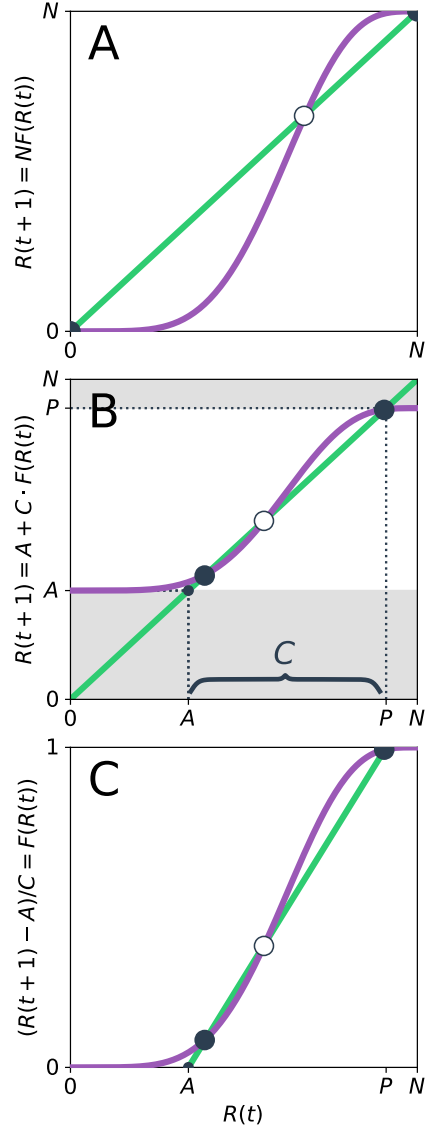 N
A
R(t + 1) = NF(R(t))
0
0
N
N
P
B
R(t + 1) = A + C · F(R(t))
A
C
0
0
A
P
N
1
C
(R(t + 1) − A)/C = F(R(t))
0
0
A
P
N
R(t)